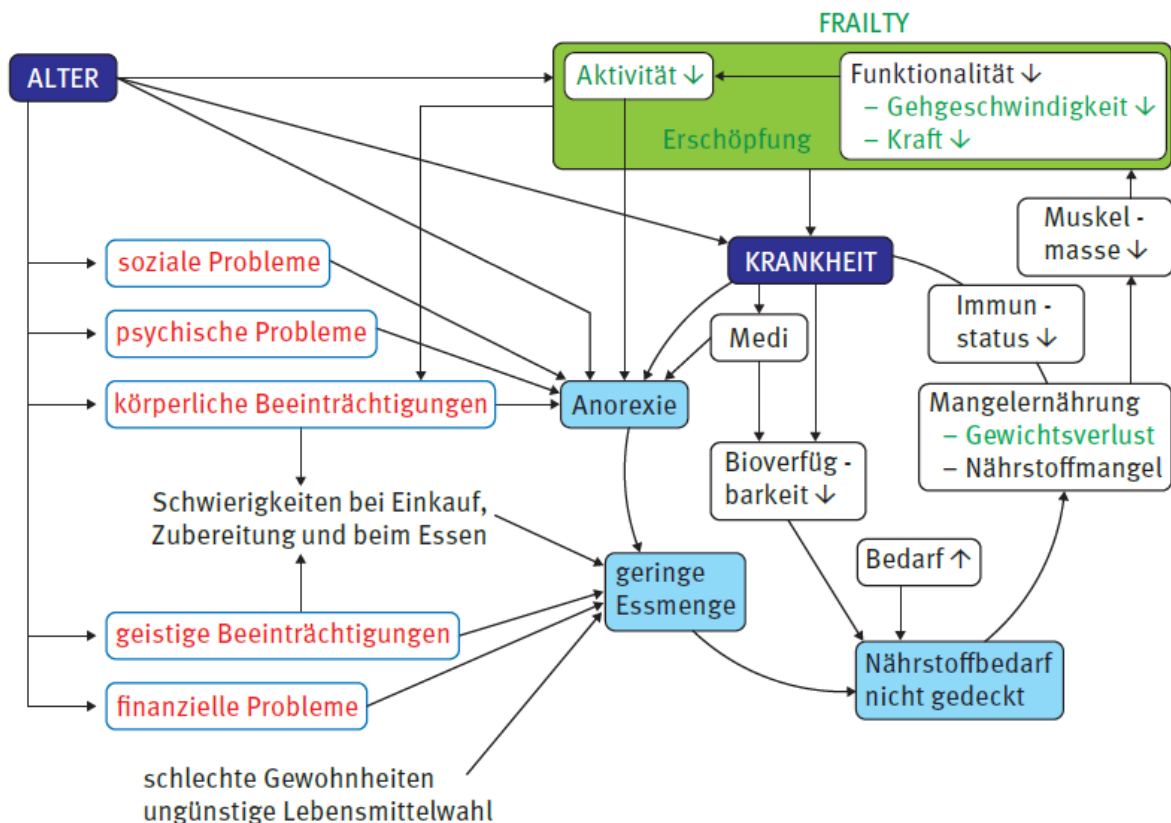 FRAILTY
ALTER
Aktivität ↓
Funktionalität ↓
– Gehgeschwindigkeit ↓
– Kraft ↓
Erschöpfung
Muskel -
masse ↓
soziale Probleme
KRANKHEIT
Immun -
status ↓
psychische Probleme
Medi
körperliche Beeinträchtigungen
Anorexie
Mangelernährung
– Gewichtsverlust
– Nährstoffmangel
Bioverfüg -
barkeit ↓
Schwierigkeiten bei Einkauf,
Zubereitung und beim Essen
Bedarf ↑
geringe
Essmenge
geistige Beeinträchtigungen
Nährstoffbedarf
nicht gedeckt
finanzielle Probleme
schlechte Gewohnheiten
ungünstige Lebensmittelwahl